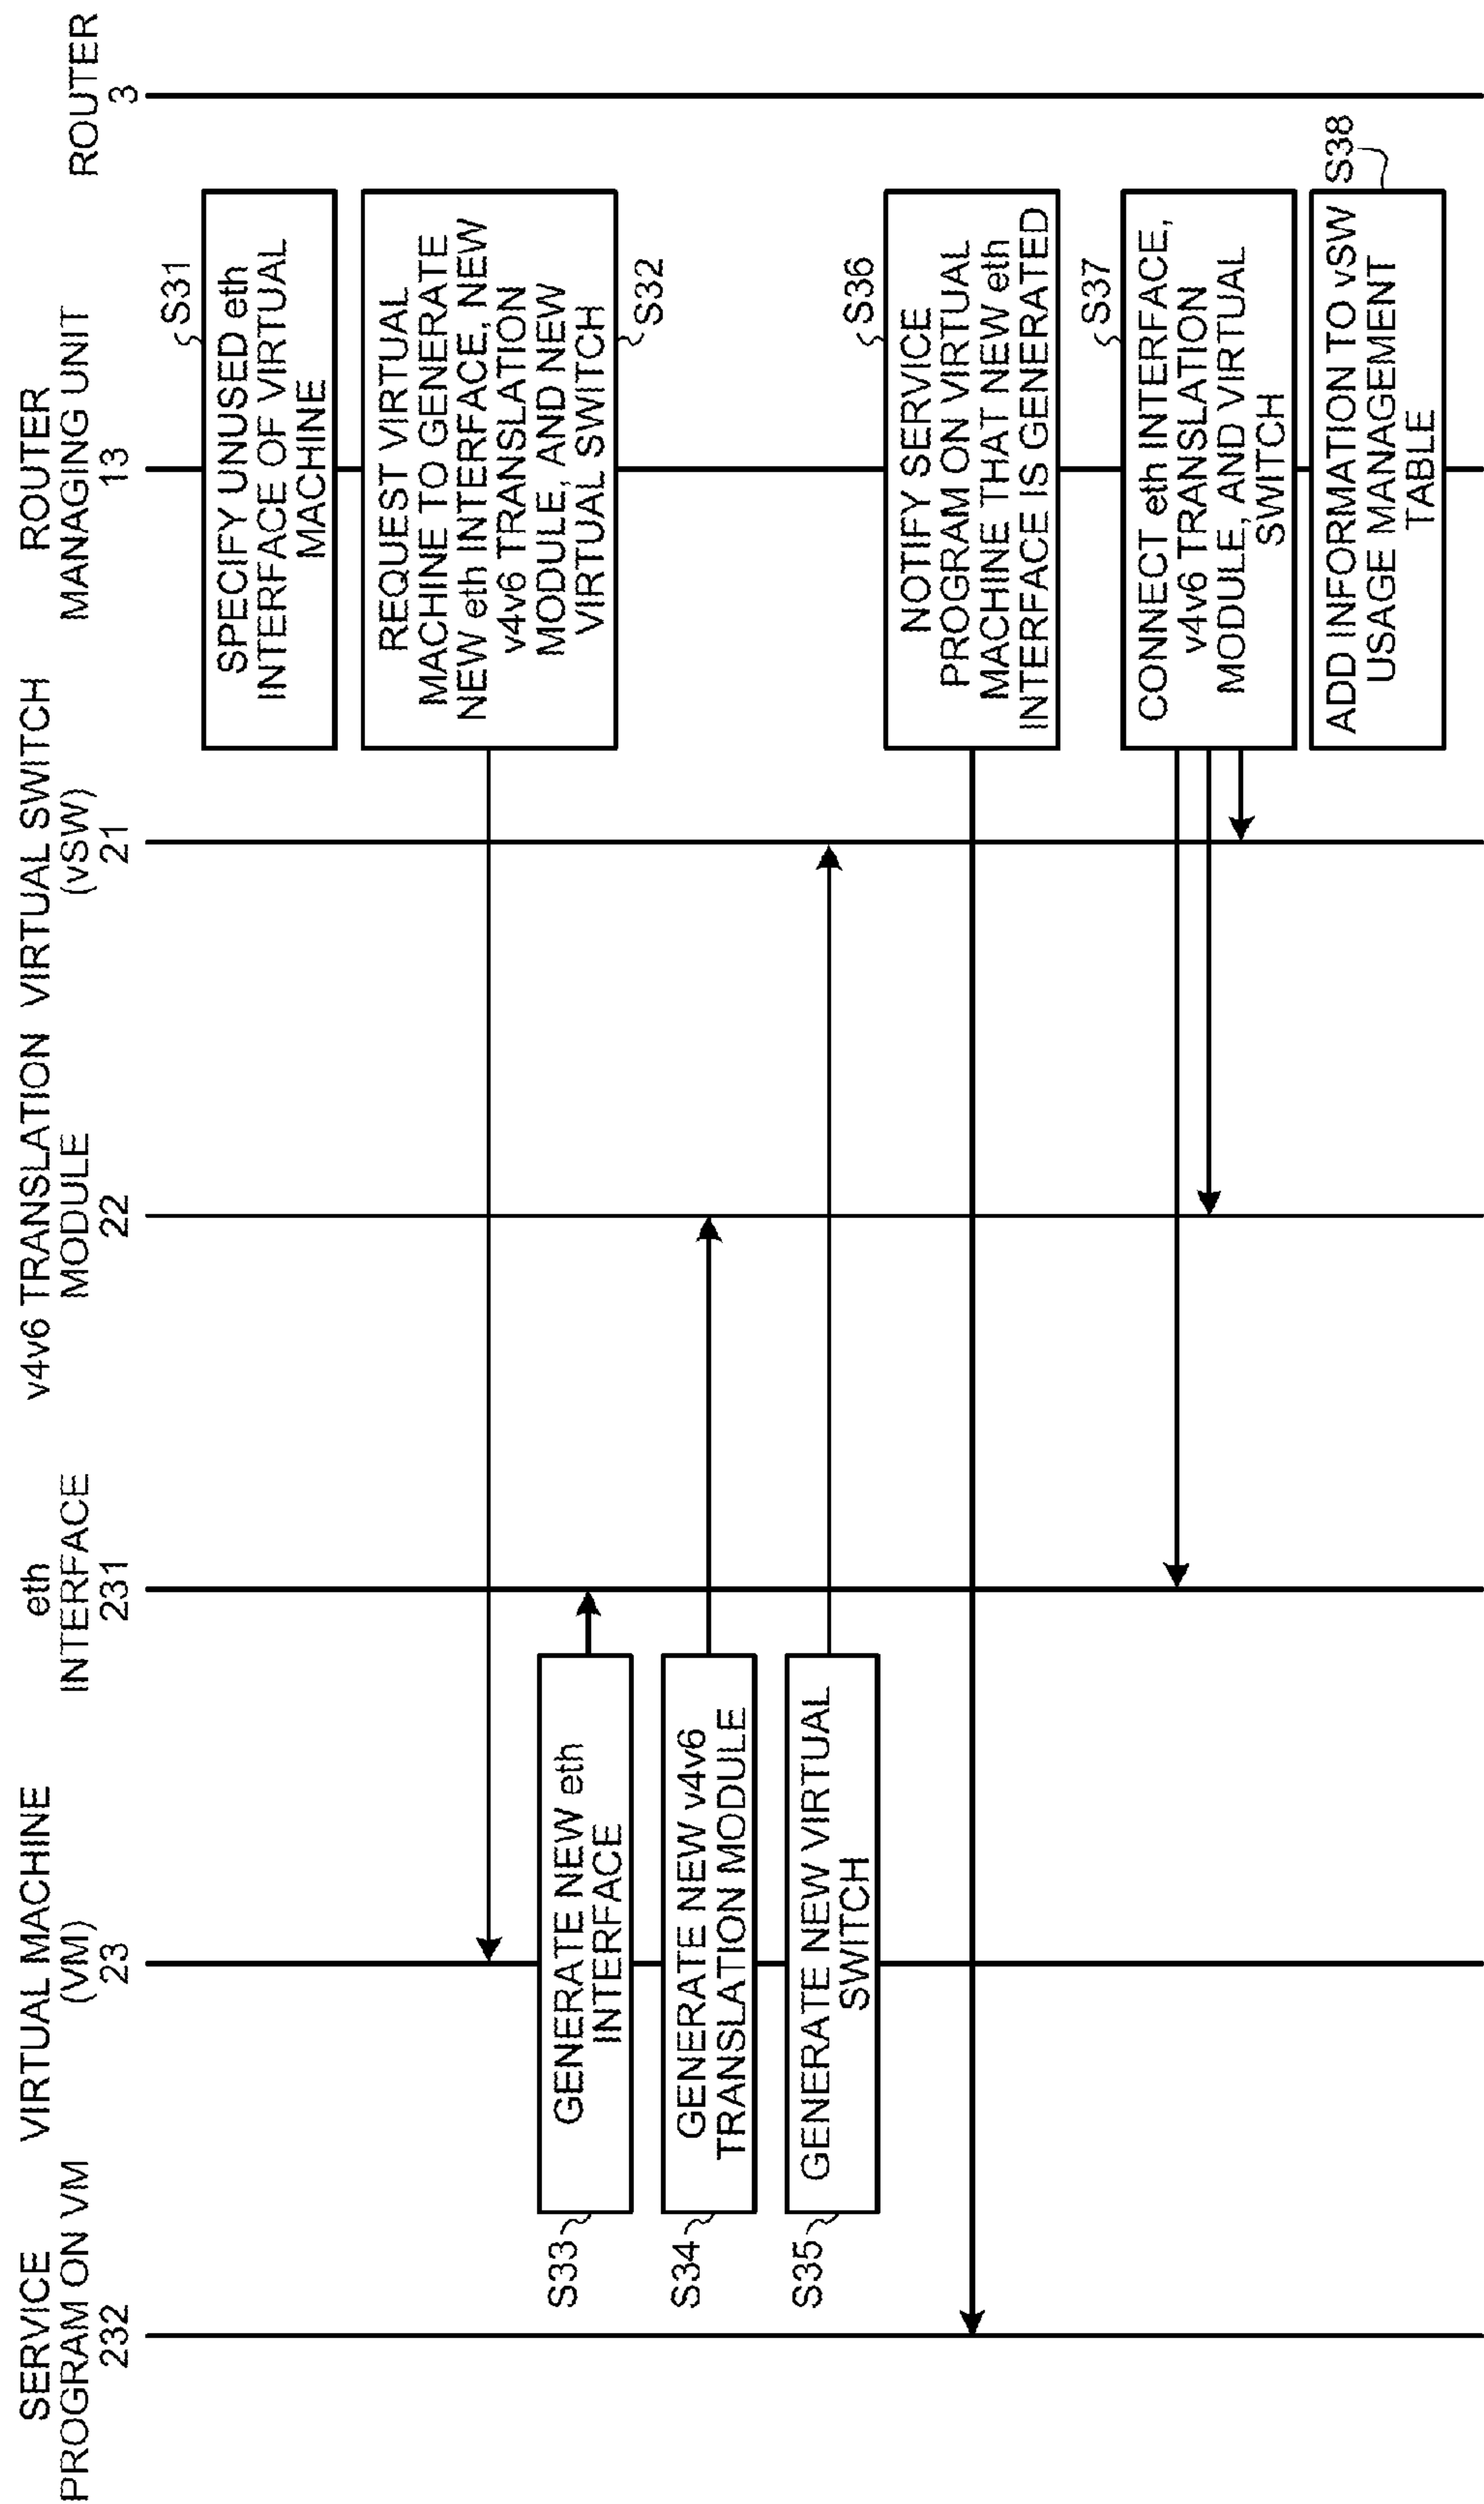 SERVICE
PROGRAM ON VM
232
VIRTUAL MACHINE
(VM)
23
eth
INTERFACE
231
v4v6 TRANSLATION
MODULE
22
VIRTUAL SWITCH
(vSW)
21
ROUTER
MANAGING UNIT
13
ROUTER
3
S31
SPECIFY UNUSED eth
INTERFACE OF VIRTUAL
MACHINE
REQUEST VIRTUAL
MACHINE TO GENERATE
NEW eth INTERFACE, NEW
v4v6 TRANSLATION
MODULE, AND NEW
VIRTUAL SWITCH
S32
S33
GENERATE NEW eth
INTERFACE
S34
GENERATE NEW v4v6
TRANSLATION MODULE
S35
GENERATE NEW VIRTUAL
SWITCH
S36
NOTIFY SERVICE
PROGRAM ON VIRTUAL
MACHINE THAT NEW eth
INTERFACE IS GENERATED
S37
CONNECT eth INTERFACE,
v4v6 TRANSLATION
MODULE, AND VIRTUAL
SWITCH
S38
ADD INFORMATION TO vSW
USAGE MANAGEMENT
TABLE